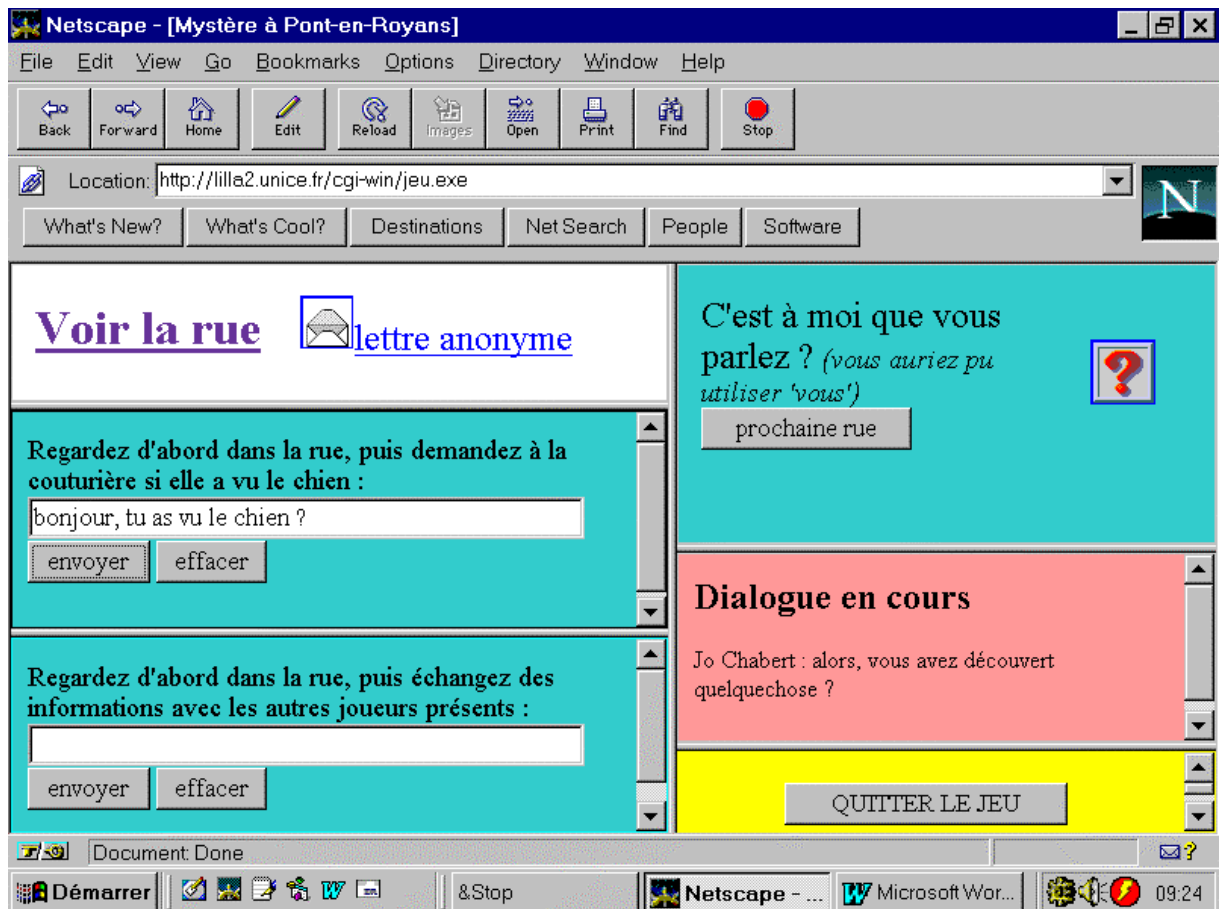 Netscape - [Mystère à Pont-en-Royans]
File Edit View Go Bookmarks Options Directory Window Help
Back Forward Home Edit Reload Images Open Print Find Stop
Location: http://lilla2.unice.fr/cgi-win/jeu.exe
N
What's New? What's Cool? Destinations Net Search People Software
Voir la rue lettre anonyme
Regardez d'abord dans la rue, puis demandez à la
couturière si elle a vu le chien :
bonjour, tu as vu le chien ?
envoyer effacer
Regardez d'abord dans la rue, puis échangez des
informations avec les autres joueurs présents :
envoyer effacer
C'est à moi que vous
parlez ? (vous auriez pu
utiliser 'vous')
?
prochaine rue
Dialogue en cours
Jo Chabert : alors, vous avez découvert
quelquechose ?
QUITTER LE JEU
Document: Done
Démarrer &Stop Netscape - ... Microsoft Wor... 09:24